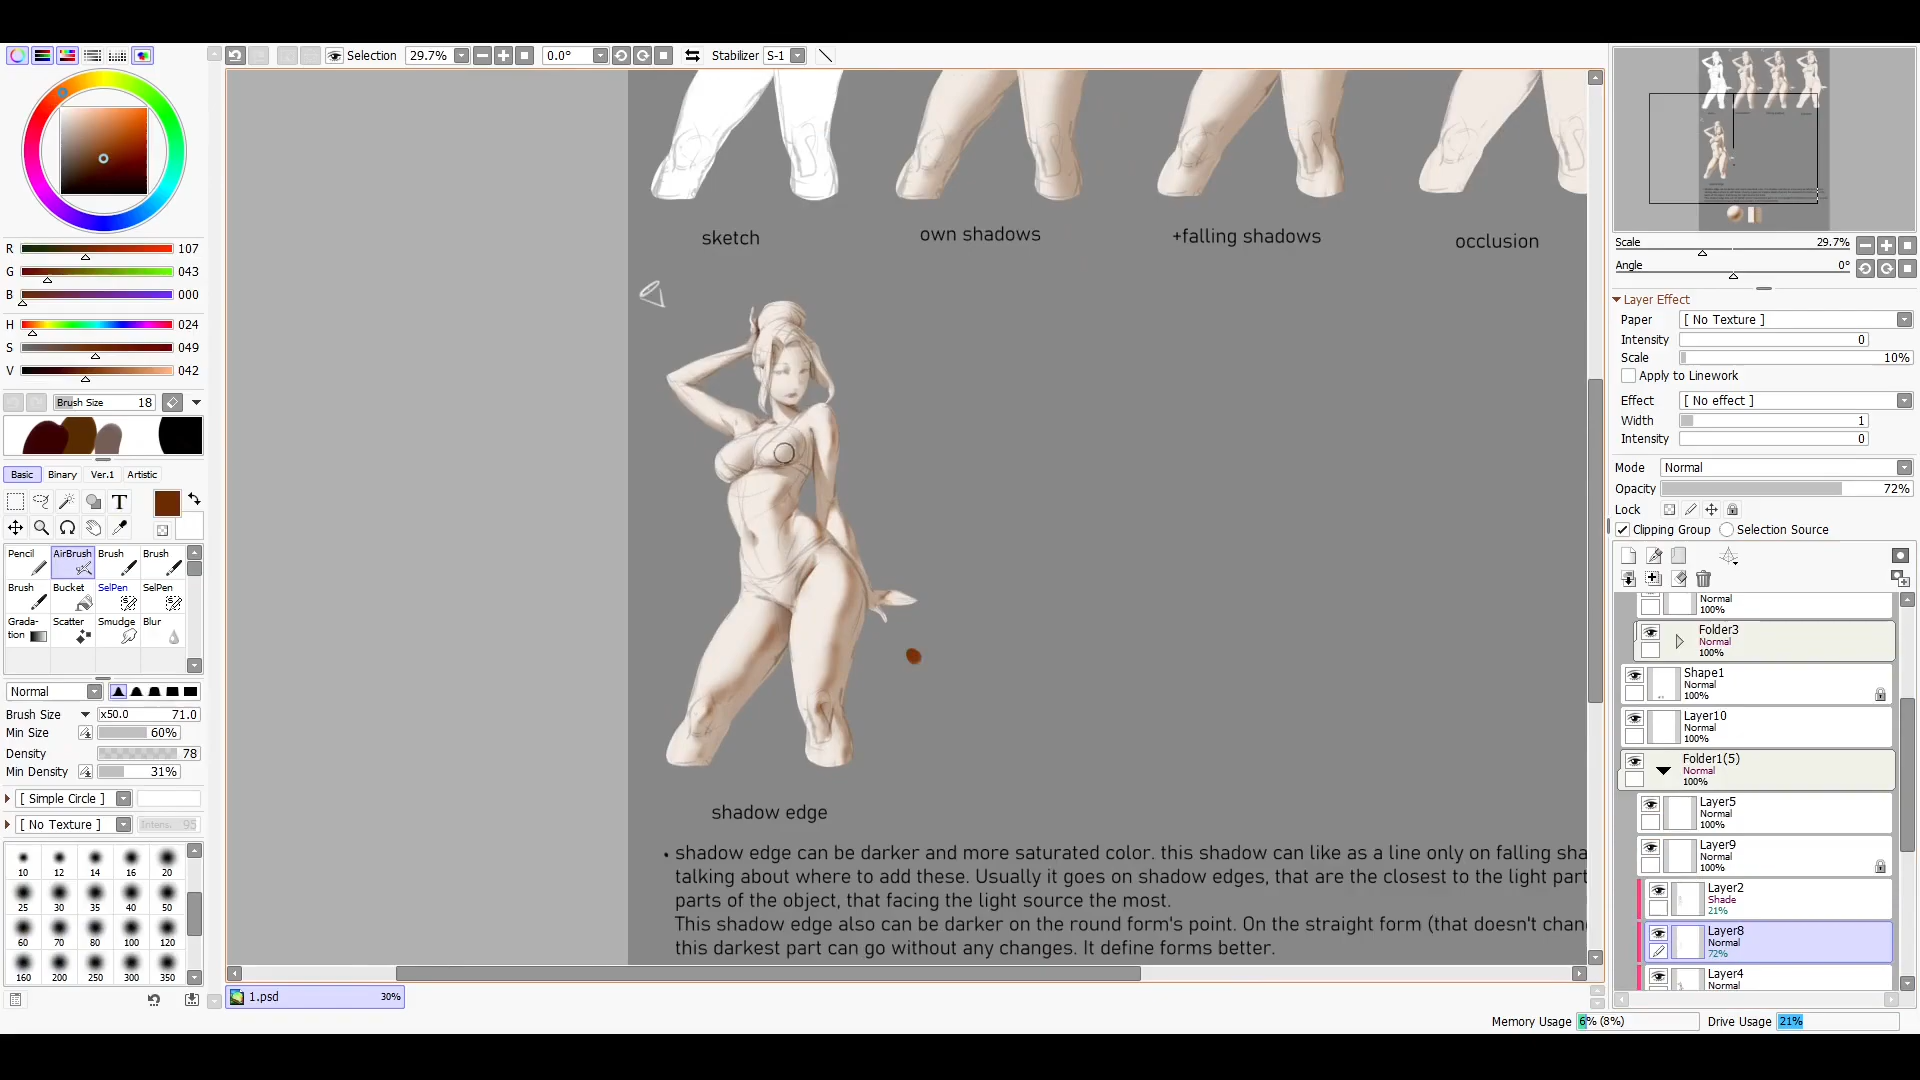 Selection 29.7% 0.0° Stabilizer S-1
R 107
G 043
B 000
H 024
S 049
V 042
Brush Size 18
Basic Binary Ver.1 Artistic
T
Pencil AirBrush Brush Brush
Brush Bucket SelPen SelPen
Grada-
tion Scatter Smudge Blur
Normal
Brush Size x50.0 71.0
Min Size 60%
Density 78
Min Density 31%
[ Simple Circle ]
[ No Texture ] Intens. 95
10 12 14 16 20
25 30 35 40 50
60 70 80 100 120
160 200 250 300 350
sketch
own shadows
+falling shadows
occlusion
shadow edge
• shadow edge can be darker and more saturated color. this shadow can like as a line only on falling sha
talking about where to add these. Usually it goes on shadow edges, that are the closest to the light part
parts of the object, that facing the light source the most.
This shadow edge also can be darker on the round form's point. On the straight form (that doesn't chan
this darkest part can go without any changes. It define forms better.
1.psd 30%
Scale 29.7%
Angle 0°
Layer Effect
Paper [ No Texture ]
Intensity 0
Scale 10%
Apply to Linework
Effect [ No effect ]
Width 1
Intensity 0
Mode Normal
Opacity 72%
Lock
Clipping Group Selection Source
Normal
100%
Folder3
Normal
100%
Shape1
Normal
100%
Layer10
Normal
100%
Folder1(5)
Normal
100%
Layer5
Normal
100%
Layer9
Normal
100%
Layer2
Shade
21%
Layer8
Normal
72%
Layer4
Normal
Memory Usage 6% (8%) Drive Usage 21%